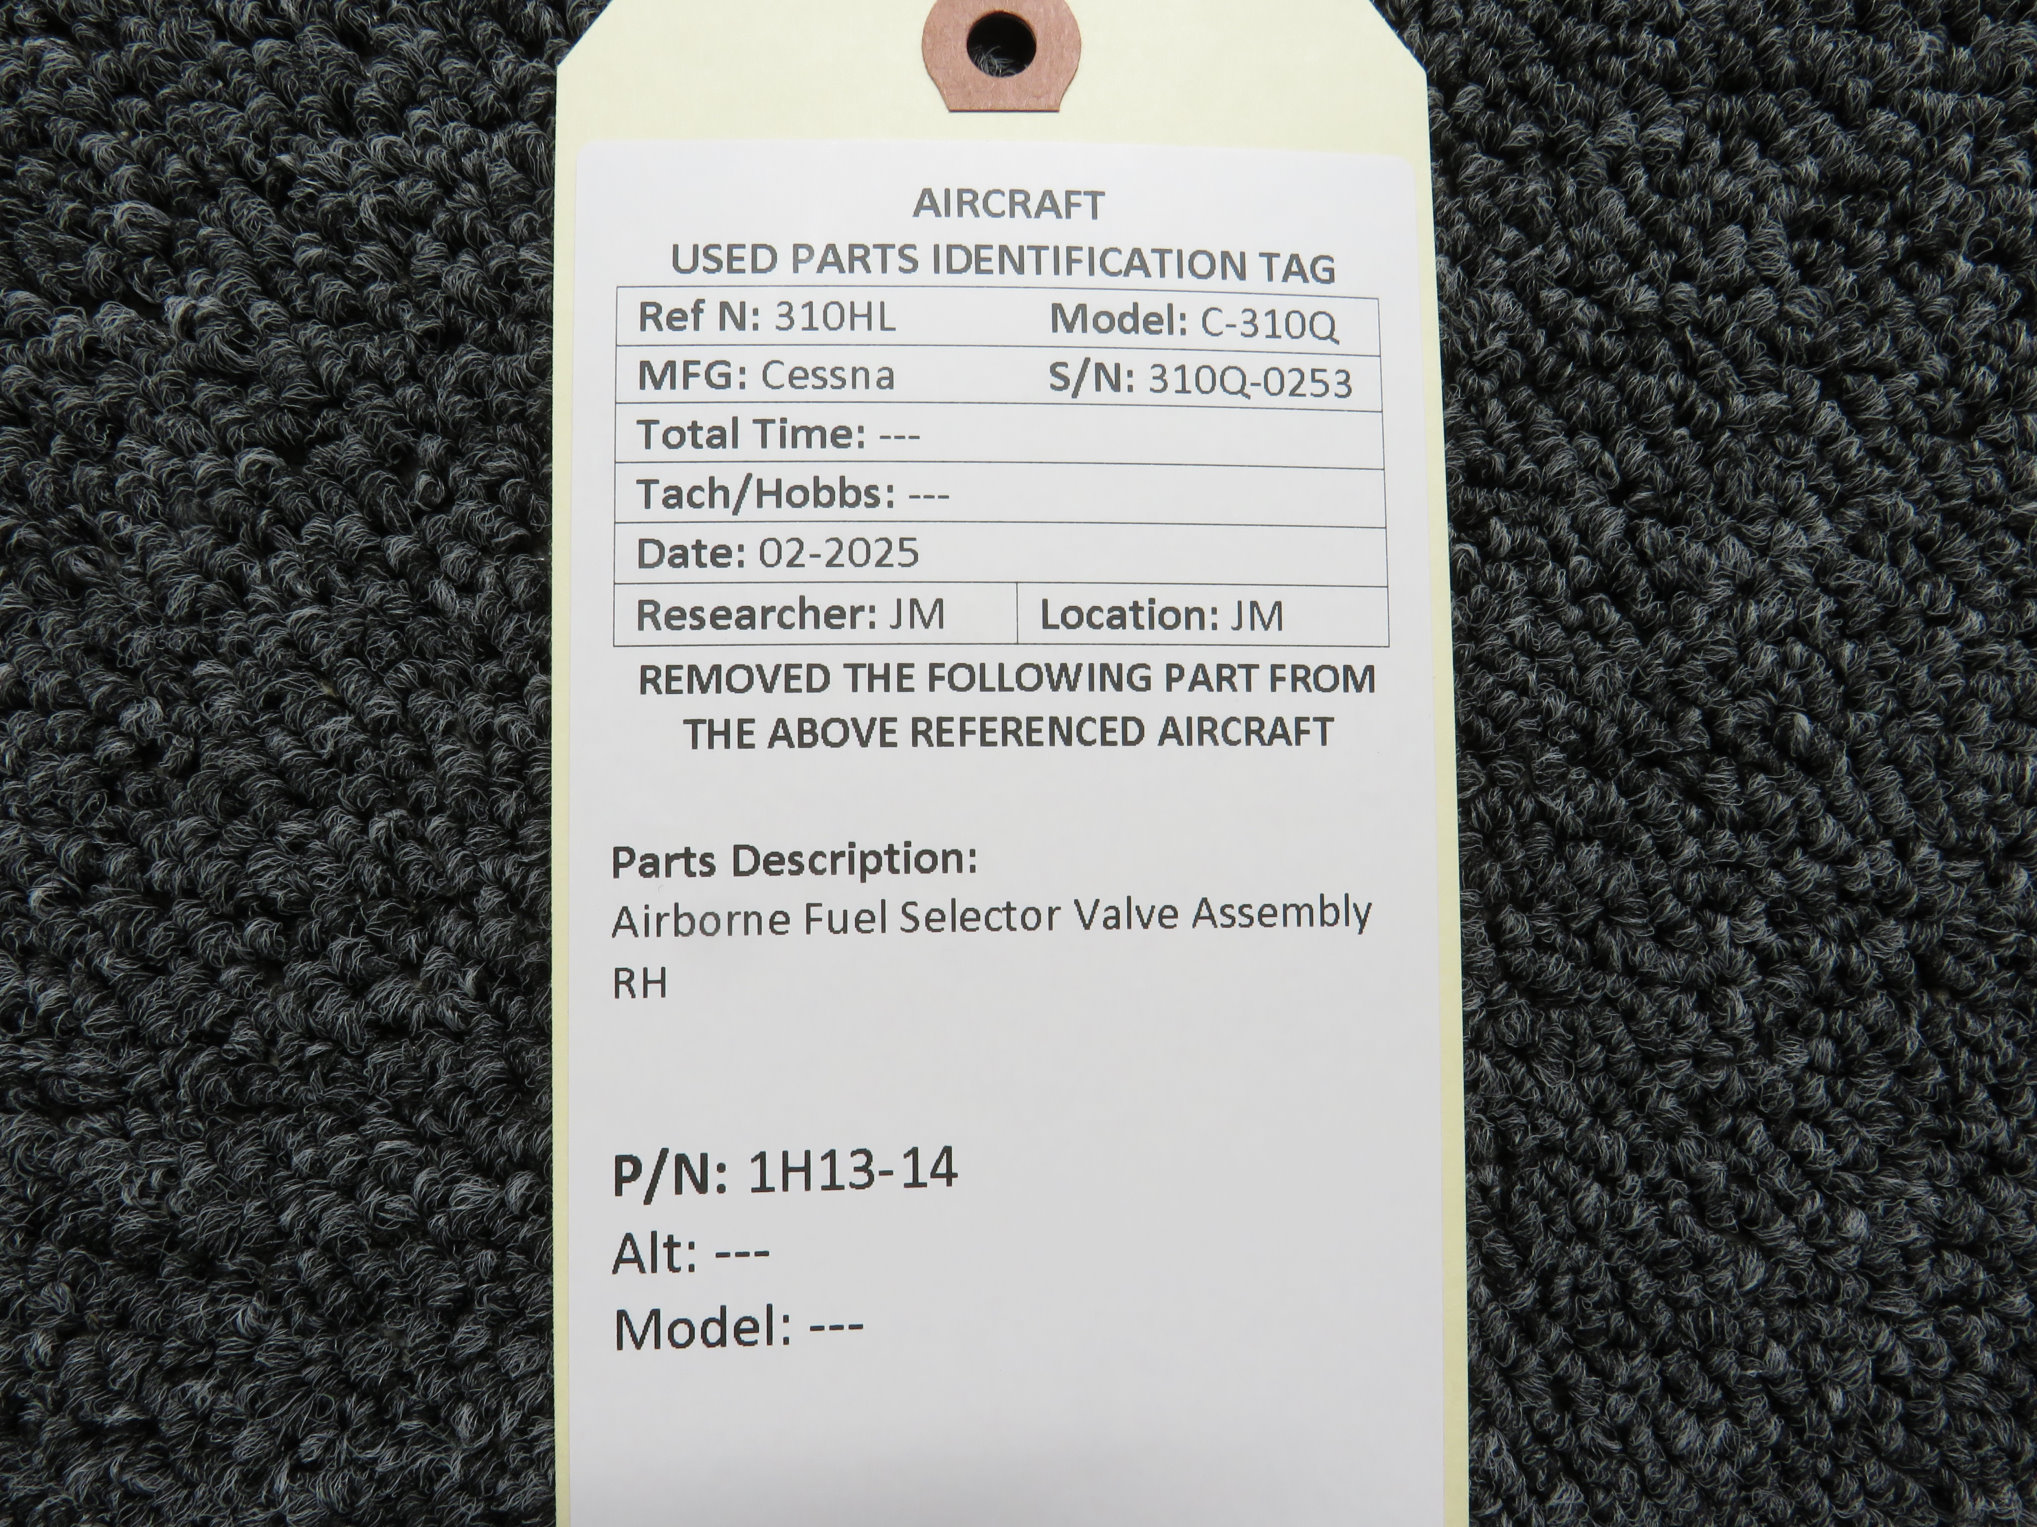 AIRCRAFT
USED PARTS IDENTIFICATION TAG
Ref N: 310HL Model: C-310Q
MFG: Cessna S/N: 310Q-0253
Total Time: ---
Tach/Hobbs: ---
Date: 02-2025
Researcher: JM Location: JM
REMOVED THE FOLLOWING PART FROM
THE ABOVE REFERENCED AIRCRAFT
Parts Description:
Airborne Fuel Selector Valve Assembly
RH
P/N: 1H13-14
Alt: ---
Model: ---